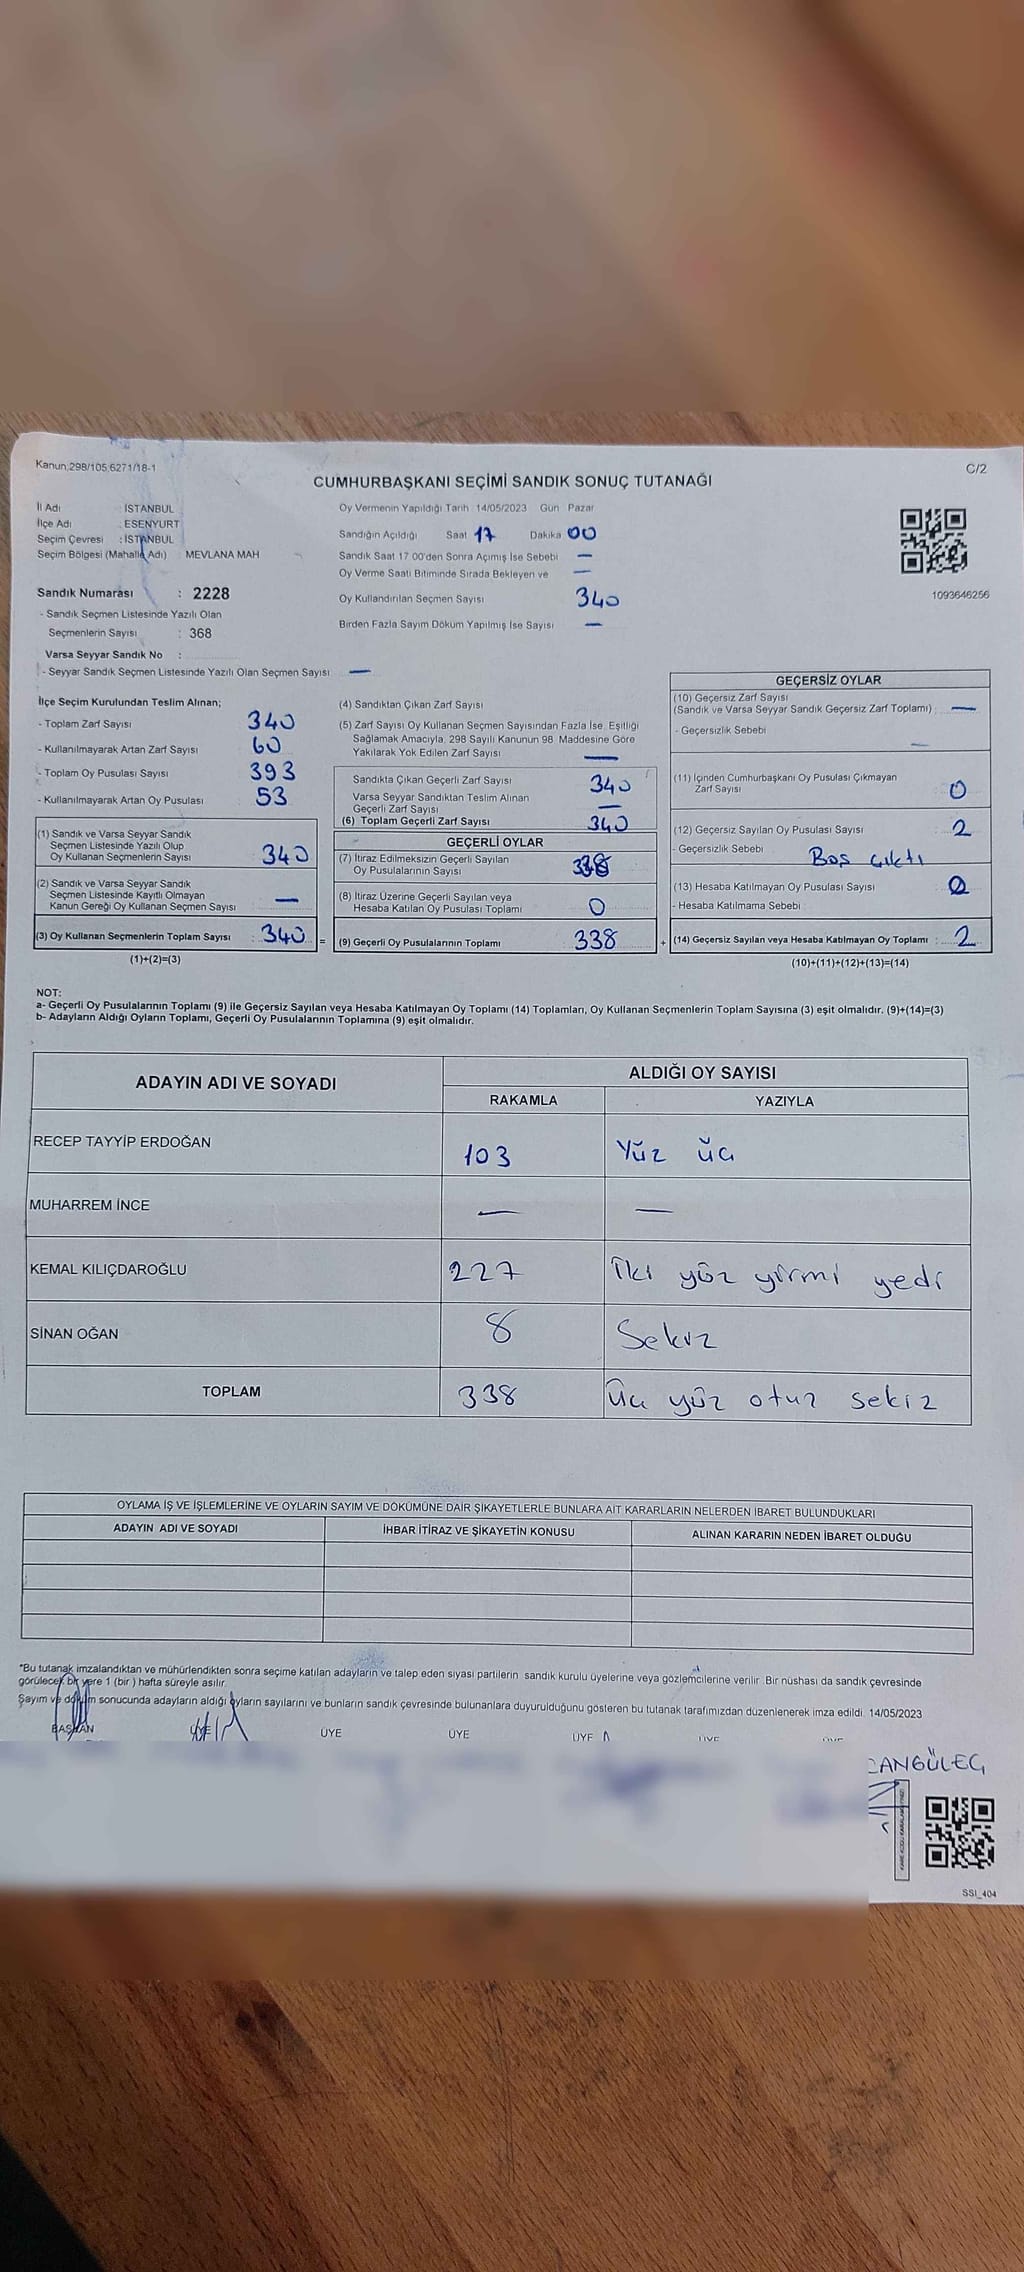 Kanun,298/105,6271/18-1
C/2
CUMHURBAŞKANI SEÇİMİ SANDIK SONUÇ TUTANAĞI
İl Adı : İSTANBUL
İlçe Adı : ESENYURT
Seçim Çevresi : İSTANBUL
Seçim Bölgesi (Mahalle Adı) : MEVLANA MAH
Sandık Numarası : 2228
- Sandık Seçmen Listesinde Yazılı Olan
Seçmenlerin Sayısı : 368
Varsa Seyyar Sandık No :
- Seyyar Sandık Seçmen Listesinde Yazılı Olan Seçmen Sayısı —
Oy Vermenin Yapıldığı Tarih : 14/05/2023 Gün : Pazar
Sandığın Açıldığı Saat 17 Dakika 00
Sandık Saat 17:00'den Sonra Açımış İse Sebebi —
Oy Verme Saati Bitiminde Sırada Bekleyen ve —
Oy Kullandırılan Seçmen Sayısı 340
Birden Fazla Sayım Döküm Yapılmış İse Sayısı —
1093646256
İlçe Seçim Kurulundan Teslim Alınan;
- Toplam Zarf Sayısı 340
- Kullanılmayarak Artan Zarf Sayısı 60
- Toplam Oy Pusulası Sayısı 393
- Kullanılmayarak Artan Oy Pusulası 53
(1) Sandık ve Varsa Seyyar Sandık
Seçmen Listesinde Yazılı Olup
Oy Kullanan Seçmenlerin Sayısı 340
(2) Sandık ve Varsa Seyyar Sandık
Seçmen Listesinde Kayıtlı Olmayan
Kanun Gereği Oy Kullanan Seçmen Sayısı —
(3) Oy Kullanan Seçmenlerin Toplam Sayısı 340 =
(1)+(2)=(3)
(4) Sandıktan Çıkan Zarf Sayısı
(5) Zarf Sayısı Oy Kullanan Seçmen Sayısından Fazla İse, Eşitliği
Sağlamak Amacıyla; 298 Sayılı Kanunun 98. Maddesine Göre
Yakılarak Yok Edilen Zarf Sayısı —
Sandıkta Çıkan Geçerli Zarf Sayısı 340
Varsa Seyyar Sandıktan Teslim Alınan
Geçerli Zarf Sayısı —
(6) Toplam Geçerli Zarf Sayısı 340
GEÇERLİ OYLAR
(7) İtiraz Edilmeksizin Geçerli Sayılan
Oy Pusulalarının Sayısı 338
(8) İtiraz Üzerine Geçerli Sayılan veya
Hesaba Katılan Oy Pusulası Toplamı 0
(9) Geçerli Oy Pusulalarının Toplamı 338 +
GEÇERSİZ OYLAR
(10) Geçersiz Zarf Sayısı
(Sandık ve Varsa Seyyar Sandık Geçersiz Zarf Toplamı) : —
- Geçersizlik Sebebi —
(11) İçinden Cumhurbaşkanı Oy Pusulası Çıkmayan
Zarf Sayısı 0
(12) Geçersiz Sayılan Oy Pusulası Sayısı 2
- Geçersizlik Sebebi Boş çıktı
(13) Hesaba Katılmayan Oy Pusulası Sayısı
- Hesaba Katılmama Sebebi :
(14) Geçersiz Sayılan veya Hesaba Katılmayan Oy Toplamı : 2
(10)+(11)+(12)+(13)=(14)
NOT:
a- Geçerli Oy Pusulalarının Toplamı (9) ile Geçersiz Sayılan veya Hesaba Katılmayan Oy Toplamı (14) Toplamları, Oy Kullanan Seçmenlerin Toplam Sayısına (3) eşit olmalıdır. (9)+(14)=(3)
b- Adayların Aldığı Oyların Toplamı, Geçerli Oy Pusulalarının Toplamına (9) eşit olmalıdır.
ADAYIN ADI VE SOYADI ALDIĞI OY SAYISI
RAKAMLA YAZIYLA
RECEP TAYYİP ERDOĞAN 103 Yüz üç
MUHARREM İNCE — —
KEMAL KILIÇDAROĞLU 227 İki yüz yirmi yedi
SİNAN OĞAN 8 Sekiz
TOPLAM 338 Üç yüz otuz sekiz
OYLAMA İŞ VE İŞLEMLERİNE VE OYLARIN SAYIM VE DÖKÜMÜNE DAİR ŞİKAYETLERLE BUNLARA AİT KARARLARIN NELERDEN İBARET BULUNDUKLARI
ADAYIN ADI VE SOYADI İHBAR İTİRAZ VE ŞİKAYETİN KONUSU ALINAN KARARIN NEDEN İBARET OLDUĞU
*Bu tutanak imzalandıktan ve mühürlendikten sonra seçime katılan adayların ve talep eden siyasi partilerin sandık kurulu üyelerine veya gözlemcilerine verilir. Bir nüshası da sandık çevresinde
görülecek bir yere 1 (bir ) hafta süreyle asılır.
Sayım ve döküm sonucunda adayların aldığı oyların sayılarını ve bunların sandık çevresinde bulunanlara duyurulduğunu gösteren bu tutanak tarafımızdan düzenlenerek imza edildi. 14/05/2023
BAŞKAN ÜYE ÜYE ÜYE ÜYE ÜYE ÜYE
CANGÜLEÇ
SSI_404